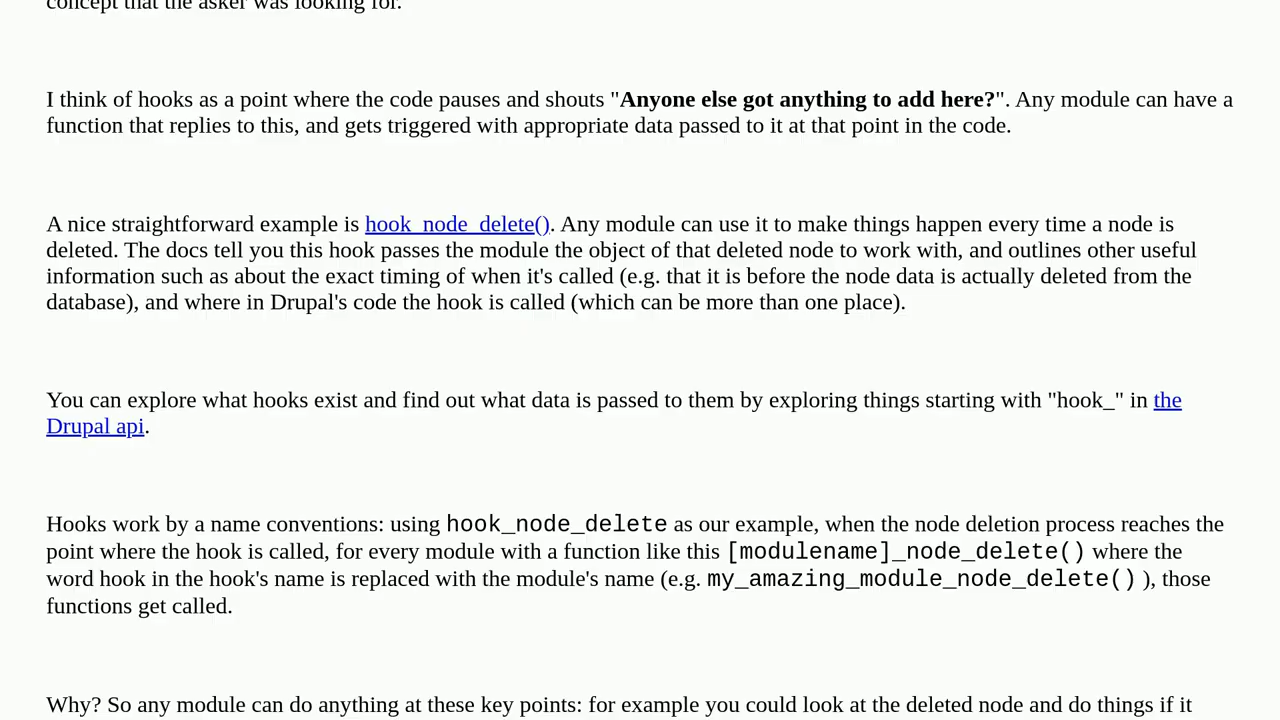 concept that the asker was looking for.
I think of hooks as a point where the code pauses and shouts "Anyone else got anything to add here?". Any module can have a
function that replies to this, and gets triggered with appropriate data passed to it at that point in the code.
A nice straightforward example is hook_node_delete(). Any module can use it to make things happen every time a node is
deleted. The docs tell you this hook passes the module the object of that deleted node to work with, and outlines other useful
information such as about the exact timing of when it's called (e.g. that it is before the node data is actually deleted from the
database), and where in Drupal's code the hook is called (which can be more than one place).
You can explore what hooks exist and find out what data is passed to them by exploring things starting with "hook_" in the
Drupal api.
Hooks work by a name conventions: using hook_node_delete as our example, when the node deletion process reaches the
point where the hook is called, for every module with a function like this [modulename]_node_delete() where the
word hook in the hook's name is replaced with the module's name (e.g. my_amazing_module_node_delete() ), those
functions get called.
Why? So any module can do anything at these key points: for example you could look at the deleted node and do things if it